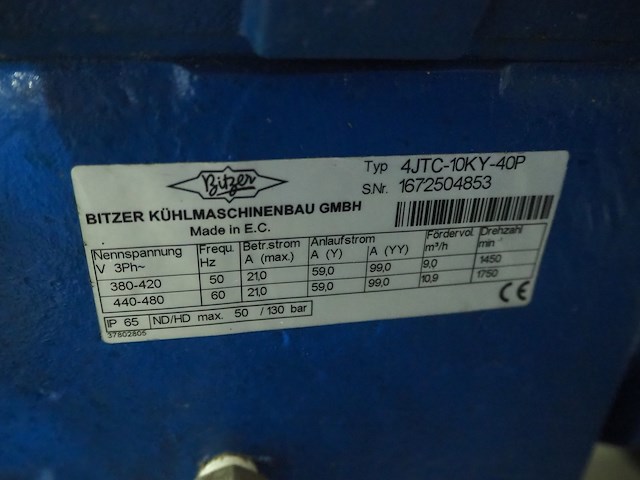 Bitzer
Typ 4JTC-10KY-40P
S.Nr. 1672504853
BITZER KÜHLMASCHINENBAU GMBH
Made in E.C.
Nennspannung V 3Ph~ Frequ. Hz Betr.strom A (max.) Anlaufstrom A (Y) A (YY) Fördervol. m³/h Drehzahl min
380-420 50 21,0 59,0 99,0 9,0 1450
440-480 60 21,0 59,0 99,0 10,9 1750
IP 65 ND/HD max. 50 / 130 bar CE
37802805